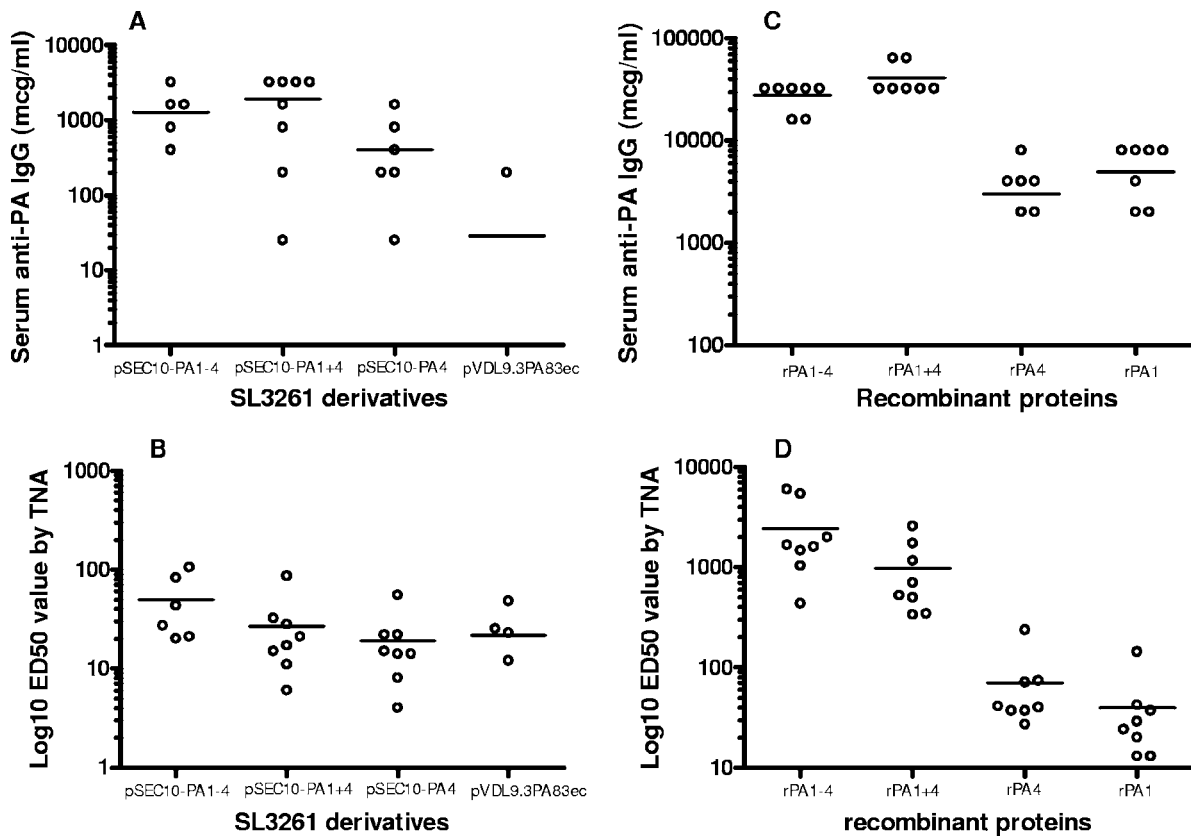 A
Serum anti-PA IgG (mcg/ml)
10000
1000
100
10
1
pSEC10-PA1-4 pSEC10-PA1+4 pSEC10-PA4 pVDL9.3PA83ec
SL3261 derivatives
C
Serum anti-PA IgG (mcg/ml)
100000
10000
1000
100
rPA1-4 rPA1+4 rPA4 rPA1
Recombinant proteins
B
Log10 ED50 value by TNA
1000
100
10
1
pSEC10-PA1-4 pSEC10-PA1+4 pSEC10-PA4 pVDL9.3PA83ec
SL3261 derivatives
D
Log10 ED50 value by TNA
10000
1000
100
10
rPA1-4 rPA1+4 rPA4 rPA1
recombinant proteins